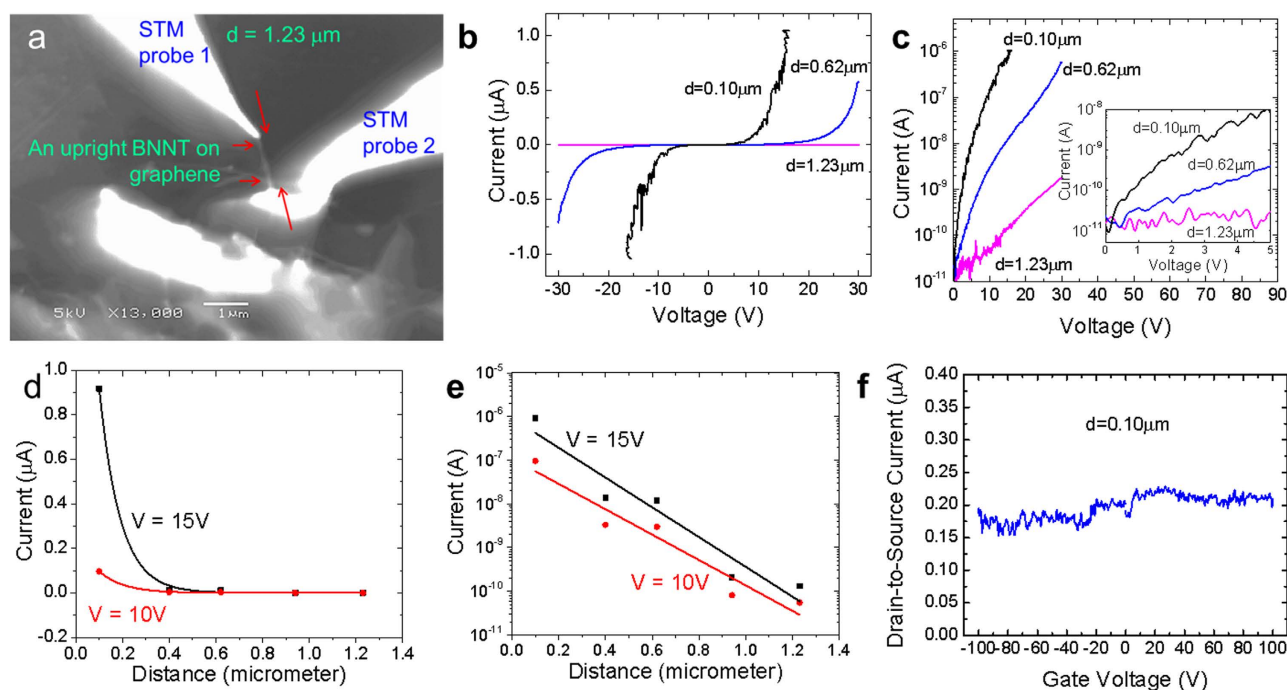 a
STM
probe 1
d = 1.23 μm
STM
probe 2
An upright BNNT on
graphene
5kV X13,000 1μm
b
Current (μA)
1.0
0.5
0.0
-0.5
-1.0
d=0.10μm
d=0.62μm
d=1.23μm
-30 -20 -10 0 10 20 30
Voltage (V)
c
Current (A)
10-6
10-7
10-8
10-9
10-10
10-11
d=0.10μm
d=0.62μm
d=1.23μm
0 10 20 30 40 50 60 70 80 90
Voltage (V)
Current (A)
10-8
10-9
10-10
10-11
d=0.10μm
d=0.62μm
d=1.23μm
0 1 2 3 4 5
Voltage (V)
d
Current (μA)
1.0
0.8
0.6
0.4
0.2
0.0
-0.2
V = 15V
V = 10V
0.0 0.2 0.4 0.6 0.8 1.0 1.2 1.4
Distance (micrometer)
e
Current (A)
10-5
10-6
10-7
10-8
10-9
10-10
10-11
V = 15V
V = 10V
0.0 0.2 0.4 0.6 0.8 1.0 1.2 1.4
Distance (micrometer)
f
Drain-to-Source Current (μA)
0.40
0.35
0.30
0.25
0.20
0.15
0.10
0.05
0.00
d=0.10μm
-100 -80 -60 -40 -20 0 20 40 60 80 100
Gate Voltage (V)